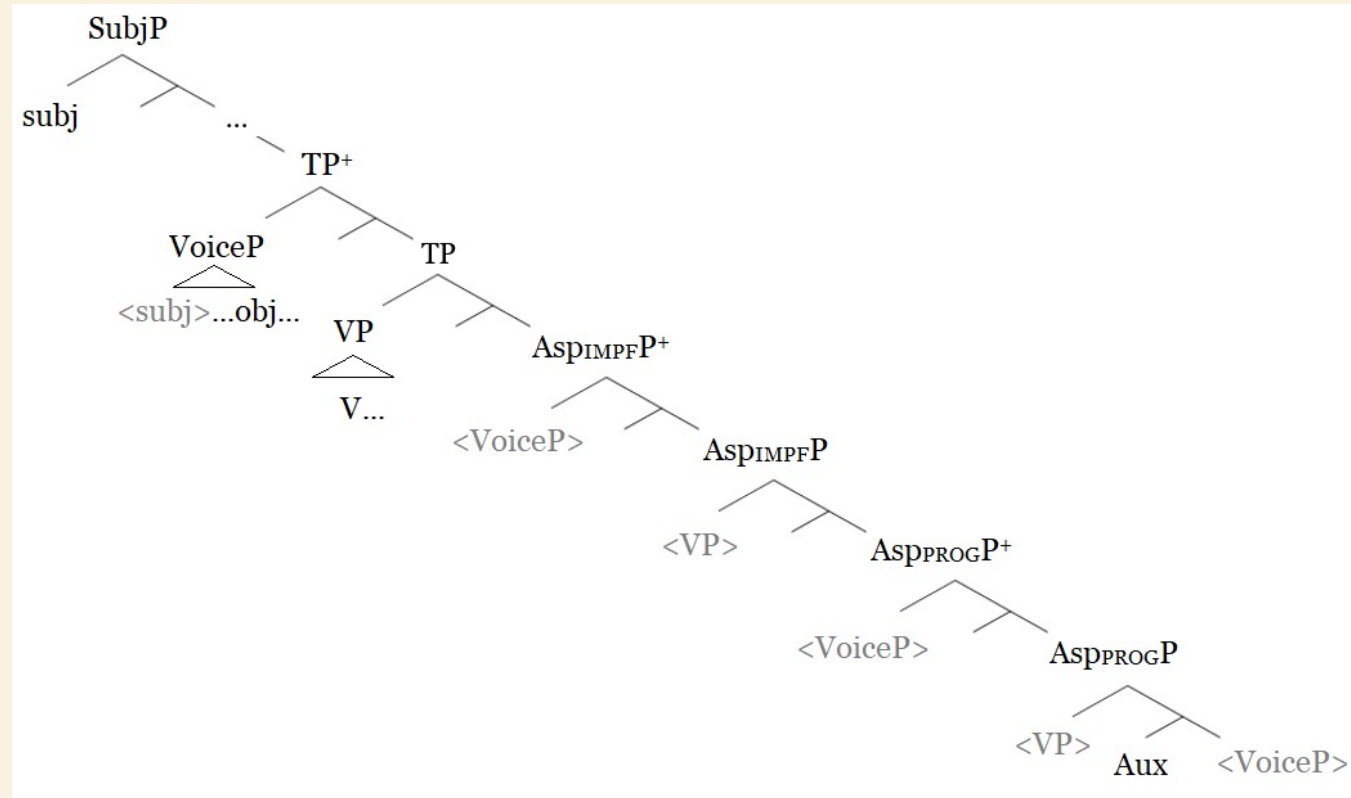 SubjP
subj
...
TP⁺
VoiceP
<subj>...obj...
TP
VP
V...
AspIMPFP⁺
<VoiceP>
AspIMPFP
<VP>
AspPROGP⁺
<VoiceP>
AspPROGP
<VP>
Aux
<VoiceP>